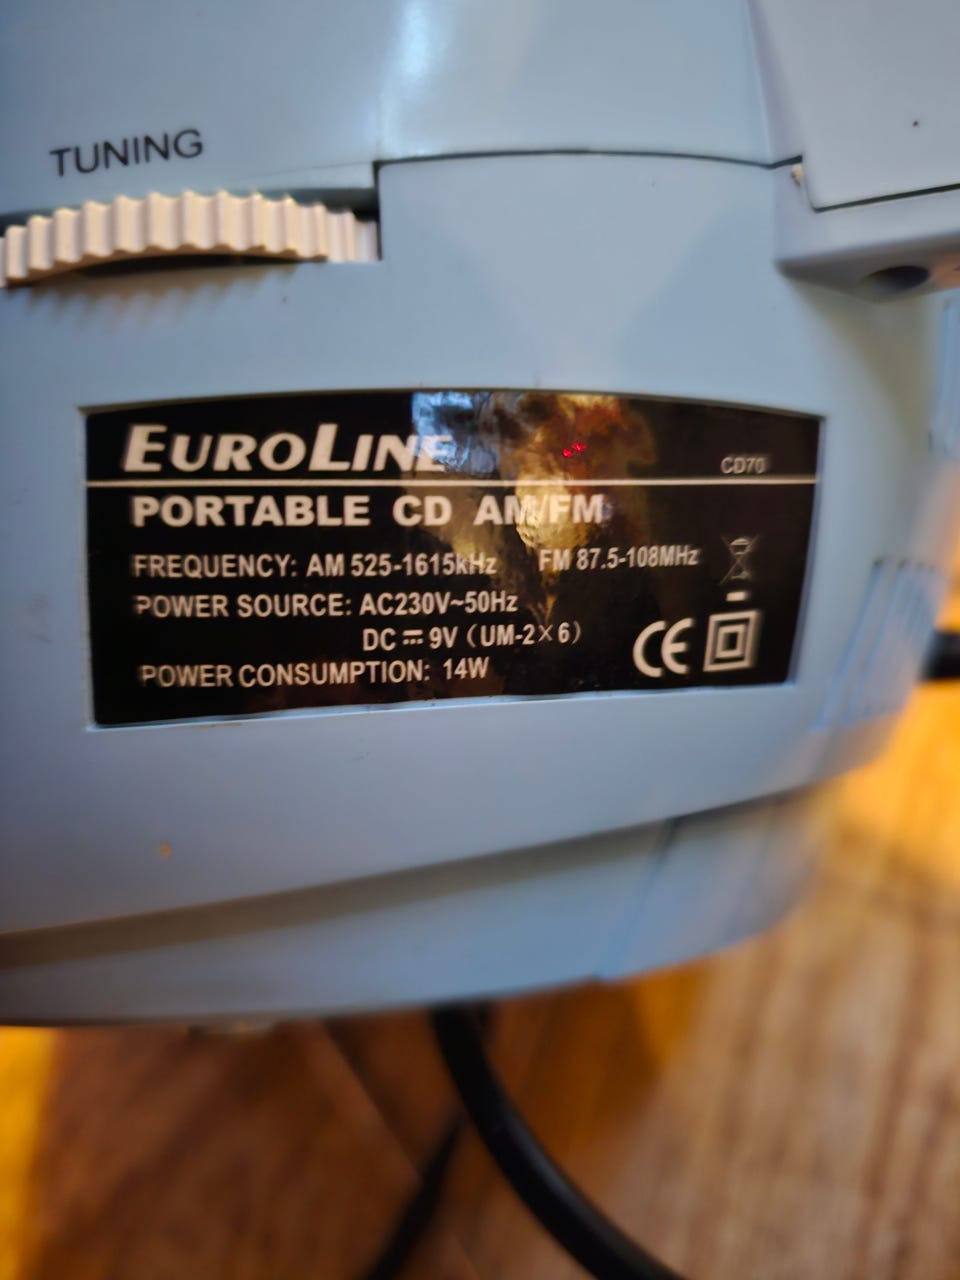 TUNING
EUROLINE
CD70
PORTABLE CD AM/FM
FREQUENCY: AM 525-1615kHz FM 87.5-108MHz
POWER SOURCE: AC230V~50Hz
DC ⎓ 9V (UM-2×6)
POWER CONSUMPTION: 14W
CE